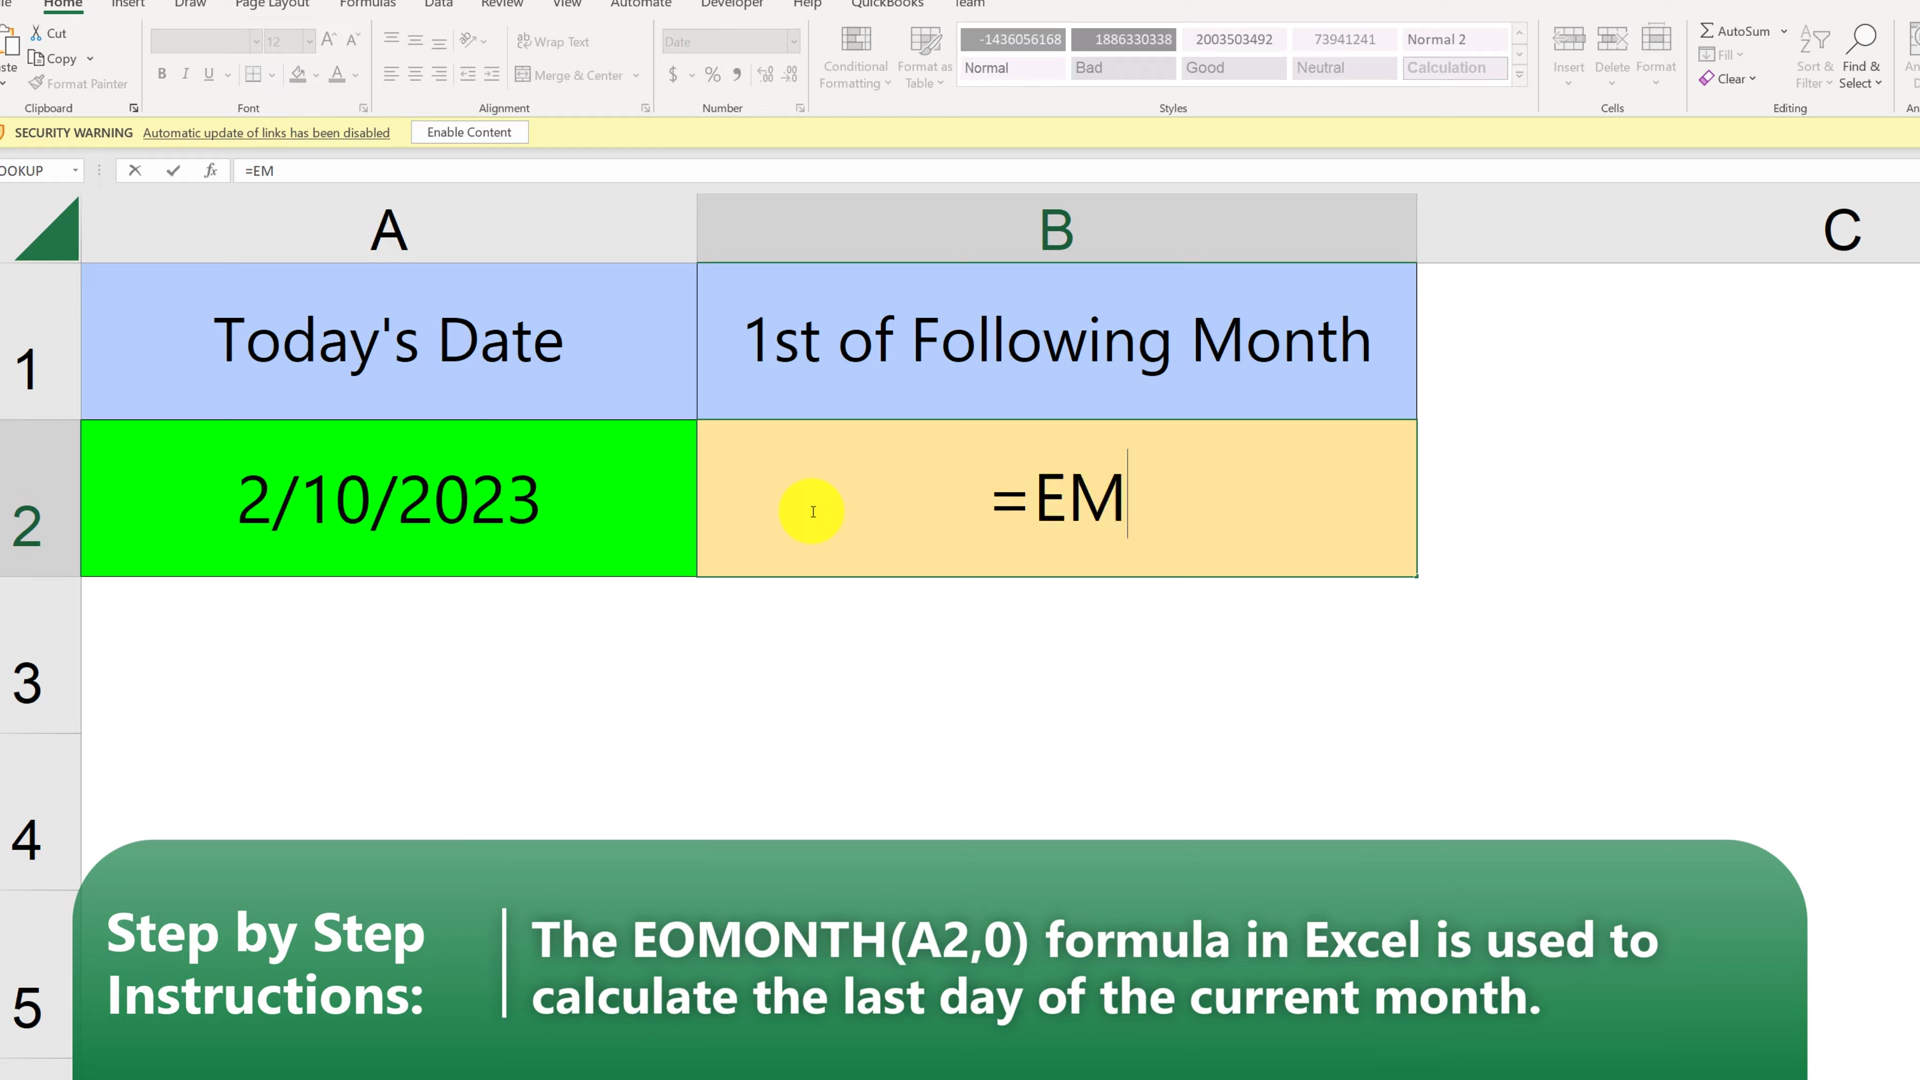 Home Insert Draw Page Layout Formulas Data Review View Automate Developer Help QuickBooks Team
Cut
Copy
Format Painter
Clipboard
12
B I U
Font
Wrap Text
Merge & Center
Alignment
Date
$ % ,
Number
Conditional
Formatting
Format as
Table
-1436056168 1886330338 2003503492 73941241 Normal 2
Normal Bad Good Neutral Calculation
Styles
Insert Delete Format
Cells
AutoSum
Fill
Clear
Sort &
Filter
Find &
Select
Editing
SECURITY WARNING Automatic update of links has been disabled Enable Content
OOKUP fx =EM
A B C
1 Today's Date 1st of Following Month
2 2/10/2023 =EM
3
4
5
Step by Step
Instructions:
The EOMONTH(A2,0) formula in Excel is used to
calculate the last day of the current month.